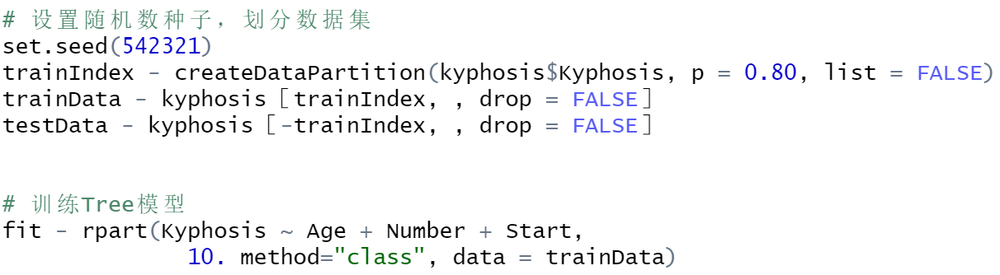 # 设置随机数种子，划分数据集
set.seed(542321)
trainIndex - createDataPartition(kyphosis$Kyphosis, p = 0.80, list = FALSE)
trainData - kyphosis［trainIndex, , drop = FALSE］
testData - kyphosis［-trainIndex, , drop = FALSE］
# 训练Tree模型
fit - rpart(Kyphosis ~ Age + Number + Start,
10. method="class", data = trainData)